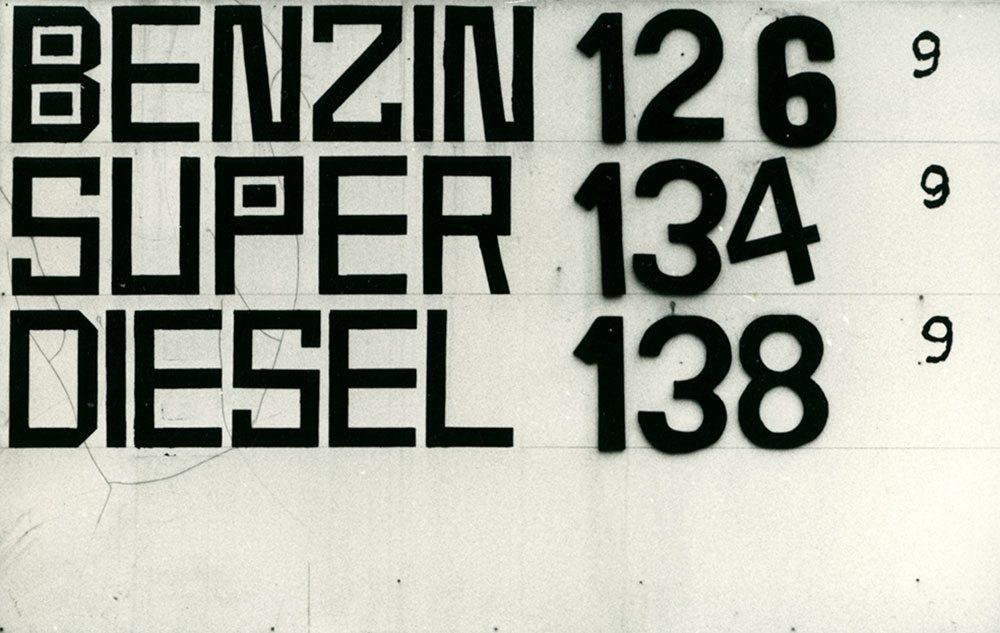 BENZIN 126 9
SUPER 134 9
DIESEL 138 9